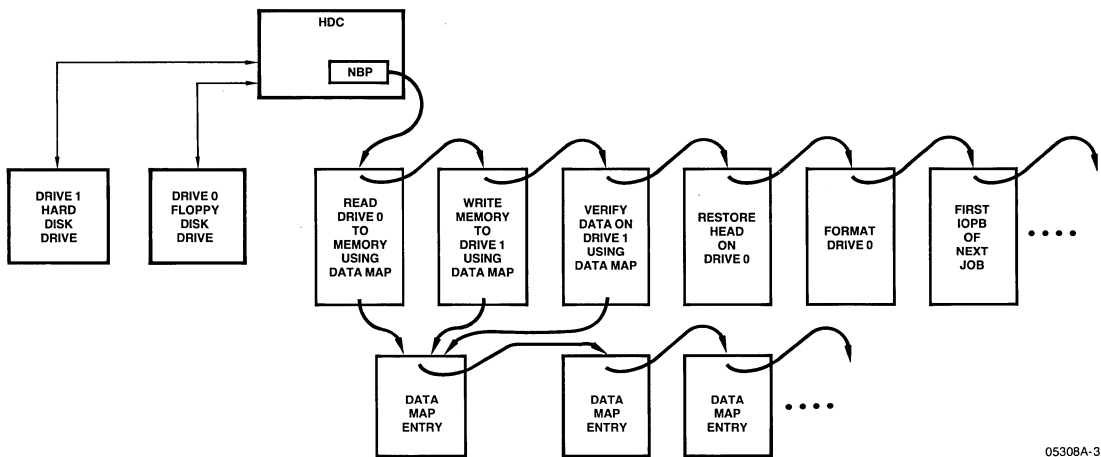 HDC
NBP
DRIVE 1
HARD
DISK
DRIVE
DRIVE 0
FLOPPY
DISK
DRIVE
READ
DRIVE 0
TO
MEMORY
USING
DATA MAP
WRITE
MEMORY
TO
DRIVE 1
USING
DATA MAP
VERIFY
DATA ON
DRIVE 1
USING
DATA MAP
RESTORE
HEAD
ON
DRIVE 0
FORMAT
DRIVE 0
FIRST
IOPB
OF
NEXT
JOB
DATA
MAP
ENTRY
DATA
MAP
ENTRY
DATA
MAP
ENTRY
05308A-3